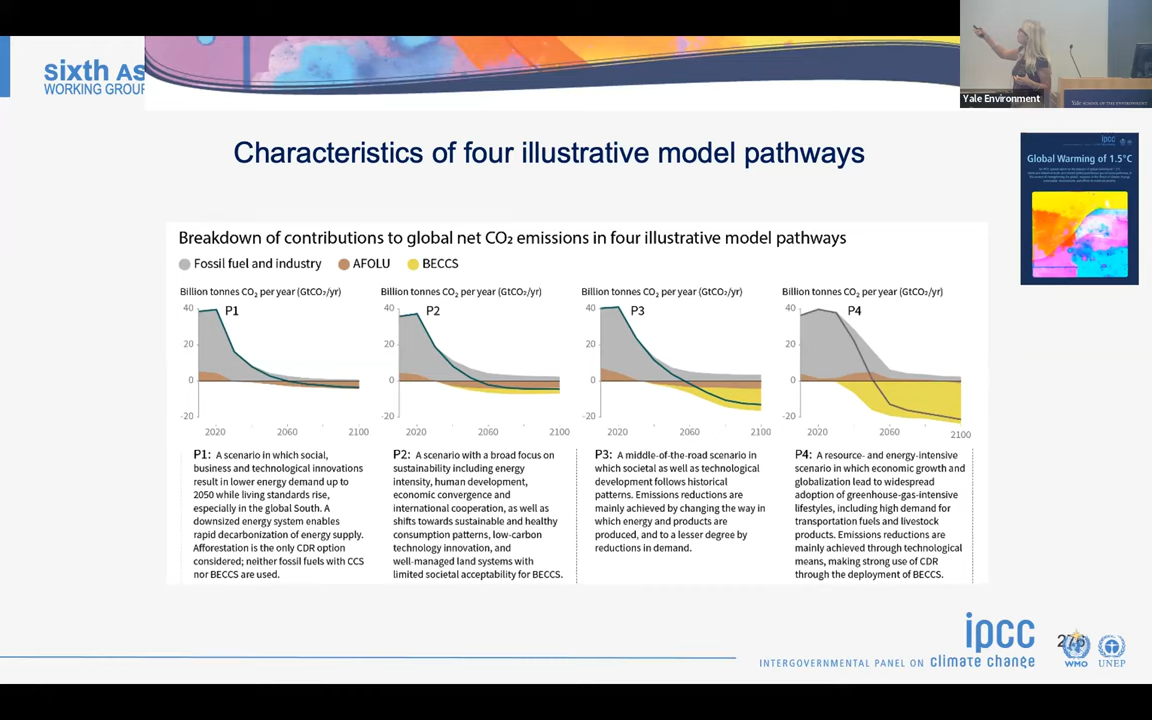 sixth AS
WORKING GROUP
Yale Environment
YALE SCHOOL OF THE ENVIRONMENT
Characteristics of four illustrative model pathways
ipcc
Global Warming of 1.5°C
Breakdown of contributions to global net CO₂ emissions in four illustrative model pathways
Fossil fuel and industry AFOLU BECCS
Billion tonnes CO₂ per year (GtCO₂/yr) Billion tonnes CO₂ per year (GtCO₂/yr) Billion tonnes CO₂ per year (GtCO₂/yr) Billion tonnes CO₂ per year (GtCO₂/yr)
40 P1 40 P2 40 P3 40 P4
20 20 20 20
0 0 0 0
-20 -20 -20 -20
2020 2060 2100 2020 2060 2100 2020 2060 2100 2020 2060 2100
P1: A scenario in which social,
business and technological innovations
result in lower energy demand up to
2050 while living standards rise,
especially in the global South. A
downsized energy system enables
rapid decarbonization of energy supply.
Afforestation is the only CDR option
considered; neither fossil fuels with CCS
nor BECCS are used.
P2: A scenario with a broad focus on
sustainability including energy
intensity, human development,
economic convergence and
international cooperation, as well as
shifts towards sustainable and healthy
consumption patterns, low-carbon
technology innovation, and
well-managed land systems with
limited societal acceptability for BECCS.
P3: A middle-of-the-road scenario in
which societal as well as technological
development follows historical
patterns. Emissions reductions are
mainly achieved by changing the way in
which energy and products are
produced, and to a lesser degree by
reductions in demand.
P4: A resource- and energy-intensive
scenario in which economic growth and
globalization lead to widespread
adoption of greenhouse-gas-intensive
lifestyles, including high demand for
transportation fuels and livestock
products. Emissions reductions are
mainly achieved through technological
means, making strong use of CDR
through the deployment of BECCS.
ipcc
INTERGOVERNMENTAL PANEL ON climate change
WMO UNEP